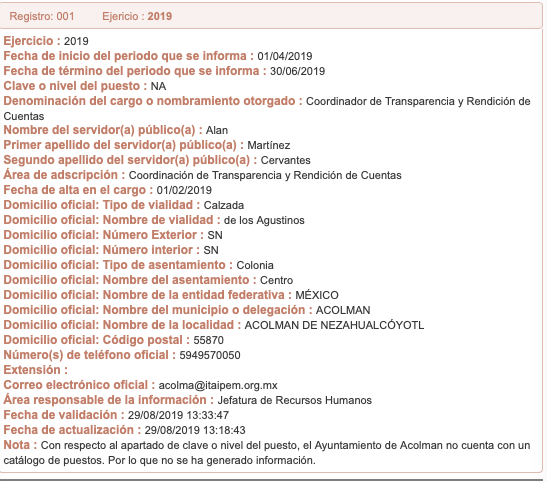 Registro: 001 Ejericio : 2019
Ejercicio : 2019
Fecha de inicio del periodo que se informa : 01/04/2019
Fecha de término del periodo que se informa : 30/06/2019
Clave o nivel del puesto : NA
Denominación del cargo o nombramiento otorgado : Coordinador de Transparencia y Rendición de
Cuentas
Nombre del servidor(a) público(a) : Alan
Primer apellido del servidor(a) público(a) : Martínez
Segundo apellido del servidor(a) público(a) : Cervantes
Área de adscripción : Coordinación de Transparencia y Rendición de Cuentas
Fecha de alta en el cargo : 01/02/2019
Domicilio oficial: Tipo de vialidad : Calzada
Domicilio oficial: Nombre de vialidad : de los Agustinos
Domicilio oficial: Número Exterior : SN
Domicilio oficial: Número interior : SN
Domicilio oficial: Tipo de asentamiento : Colonia
Domicilio oficial: Nombre del asentamiento : Centro
Domicilio oficial: Nombre de la entidad federativa : MÉXICO
Domicilio oficial: Nombre del municipio o delegación : ACOLMAN
Domicilio oficial: Nombre de la localidad : ACOLMAN DE NEZAHUALCÓYOTL
Domicilio oficial: Código postal : 55870
Número(s) de teléfono oficial : 5949570050
Extensión :
Correo electrónico oficial : acolma@itaipem.org.mx
Área responsable de la información : Jefatura de Recursos Humanos
Fecha de validación : 29/08/2019 13:33:47
Fecha de actualización : 29/08/2019 13:18:43
Nota : Con respecto al apartado de clave o nivel del puesto, el Ayuntamiento de Acolman no cuenta con un
catálogo de puestos. Por lo que no se ha generado información.